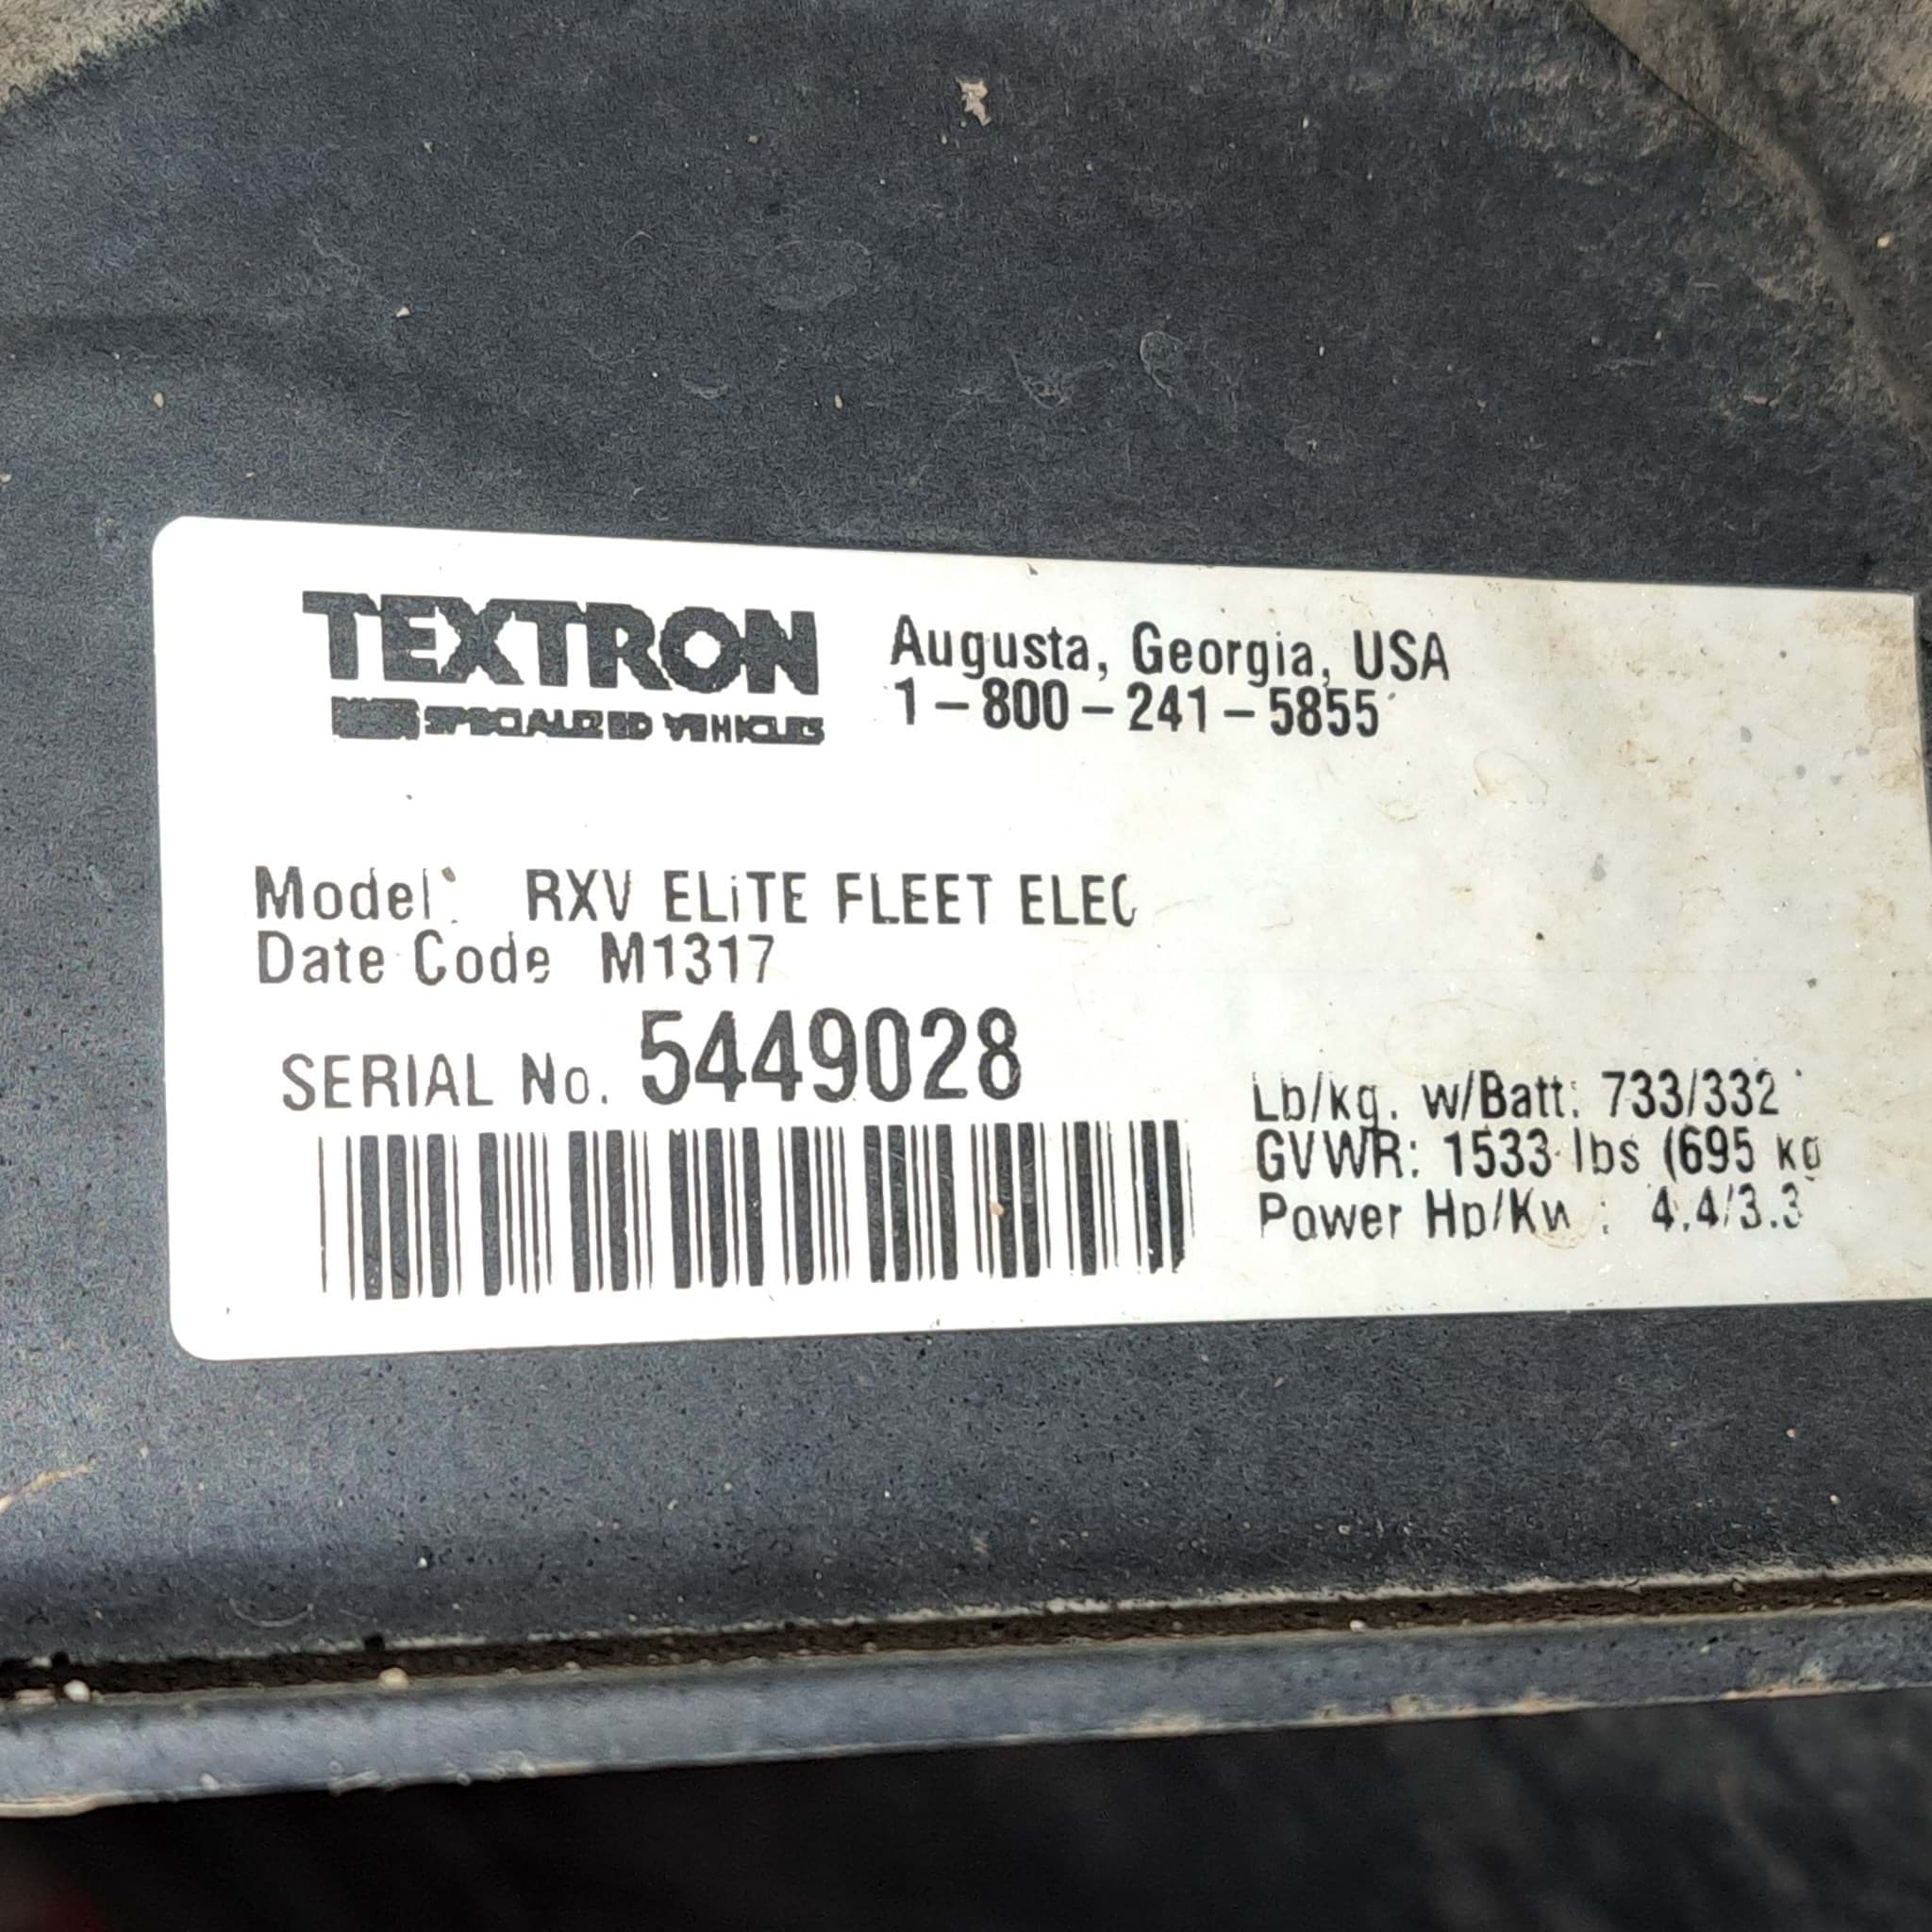 TEXTRON
SPECIALIZED VEHICLES
Augusta, Georgia, USA
1-800-241-5855
Model: RXV ELiTE FLEET ELEC
Date Code M1317
SERIAL No. 5449028
Lb/kg. w/Batt: 733/332
GVWR: 1533 lbs (695 kg
Power Hp/Kw : 4.4/3.3